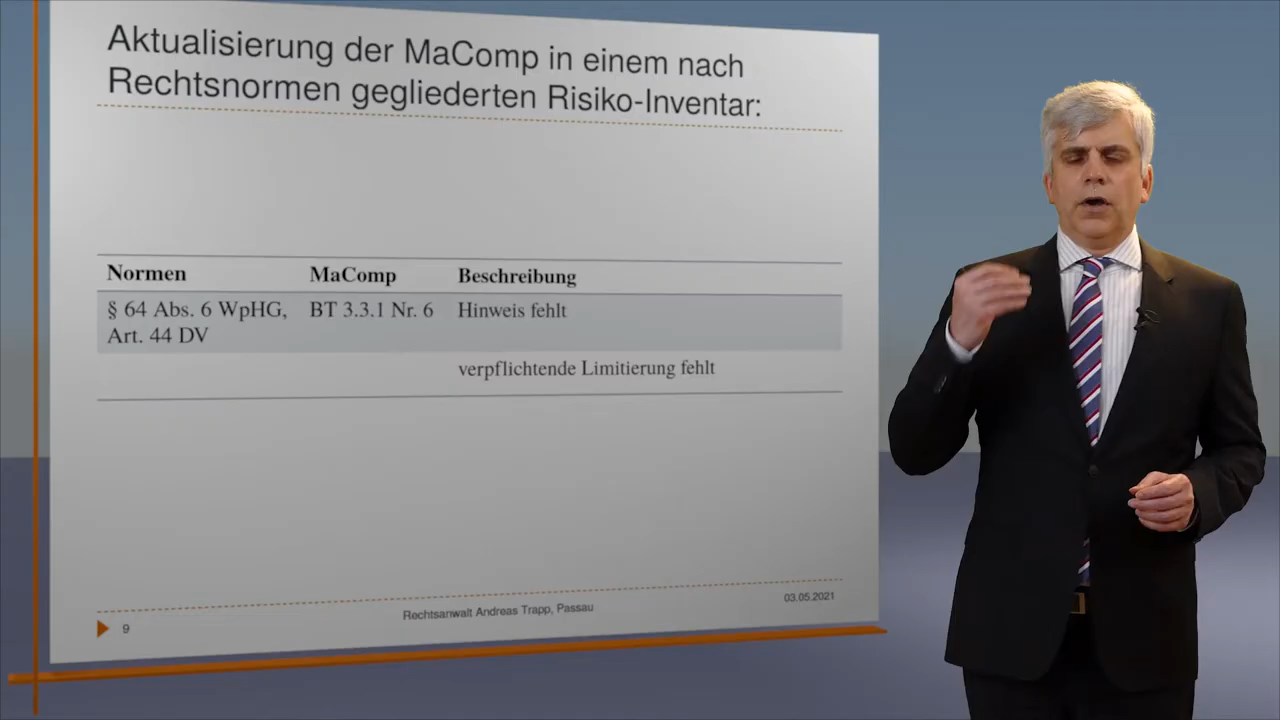 Aktualisierung der MaComp in einem nach
Rechtsnormen gegliederten Risiko-Inventar:
Normen MaComp Beschreibung
§ 64 Abs. 6 WpHG, BT 3.3.1 Nr. 6 Hinweis fehlt
Art. 44 DV
verpflichtende Limitierung fehlt
9 Rechtsanwalt Andreas Trapp, Passau 03.05.2021